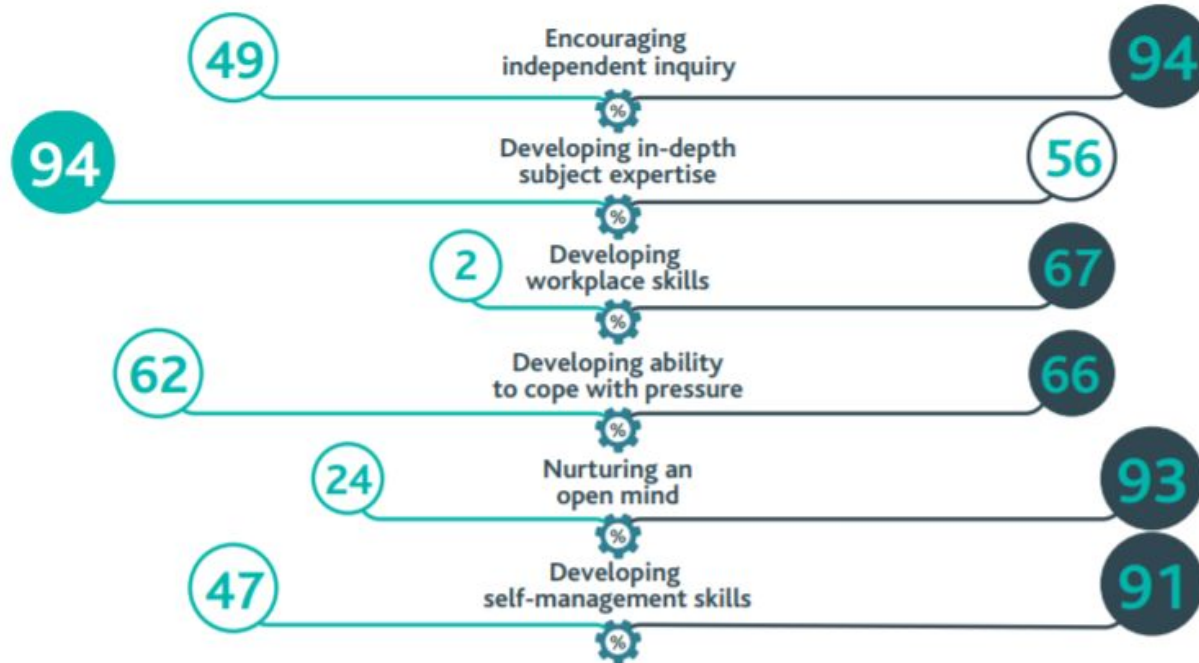 Encouraging
49
independent inquiry
94
%
Developing in-depth
94
subject expertise
56
%
Developing
2
workplace skills
67
%
Developing ability
62
to cope with pressure
66
%
Nurturing an
24
open mind
93
%
Developing
47
self-management skills
91
%